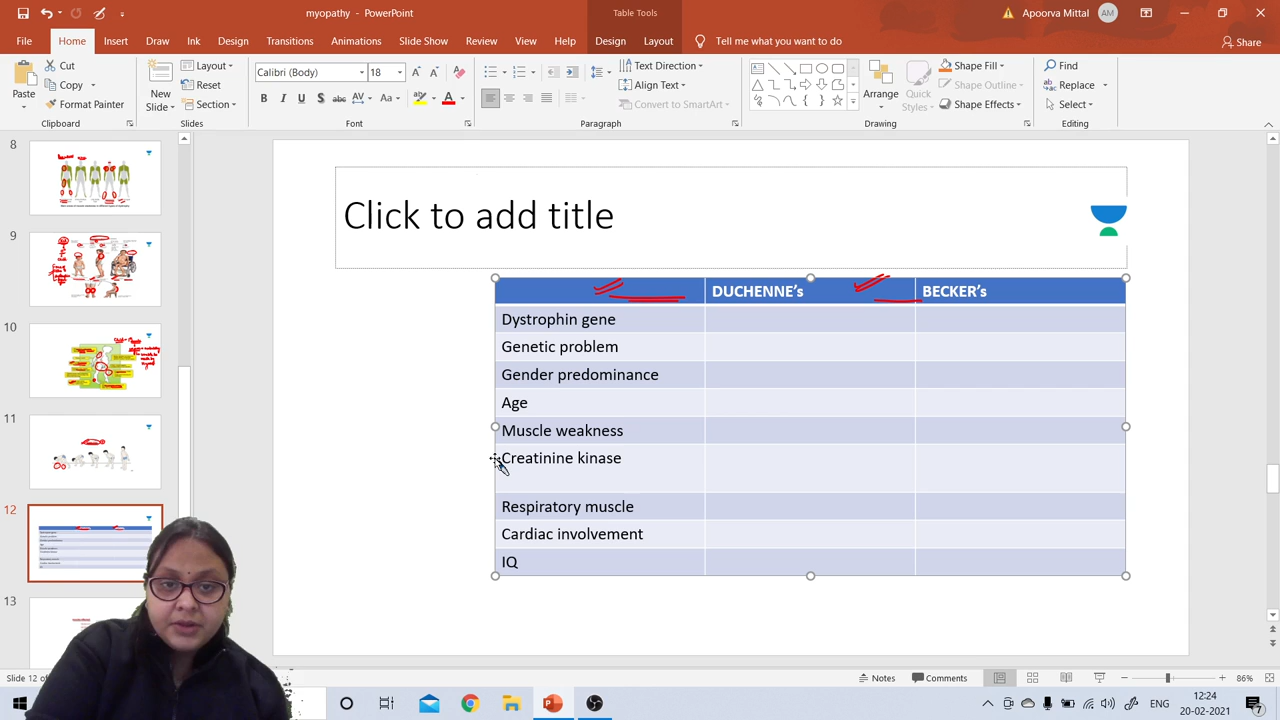 myopathy - PowerPoint
Table Tools
Apoorva Mittal
AM
File
Home
Insert
Draw
Ink
Design
Transitions
Animations
Slide Show
Review
View
Help
Design
Layout
Tell me what you want to do
Share
Paste
Cut
Copy
Format Painter
Clipboard
New Slide
Layout
Reset
Section
Slides
Calibri (Body)
18
Font
Text Direction
Align Text
Convert to SmartArt
Paragraph
Arrange
Quick Styles
Shape Fill
Shape Outline
Shape Effects
Drawing
Find
Replace
Select
Editing
8
9
10
11
12
13
Click to add title
DUCHENNE's BECKER's
Dystrophin gene
Genetic problem
Gender predominance
Age
Muscle weakness
Creatinine kinase
Respiratory muscle
Cardiac involvement
IQ
Slide 12 of
Notes
Comments
86%
ENG
12:24
20-02-2021
7